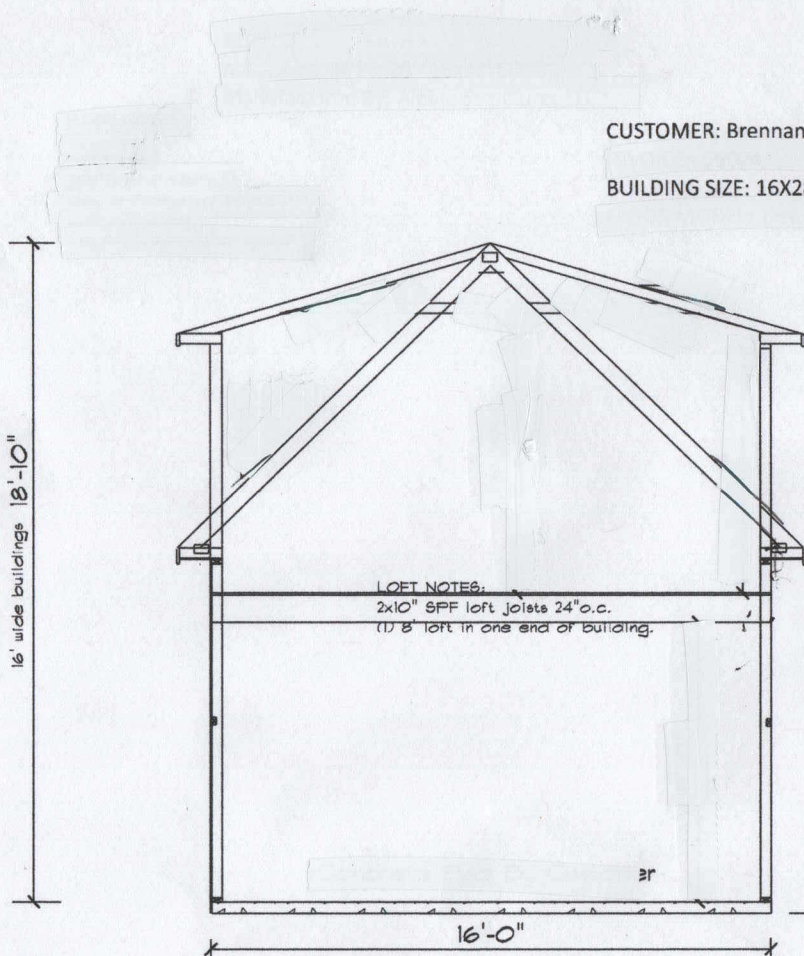 CUSTOMER: Brennan
BUILDING SIZE: 16X2
16' wide buildings 18'-10"
LOFT NOTES:
2x10" SPF loft joists 24"o.c.
(1) 8' loft in one end of building.
er
16'-0"